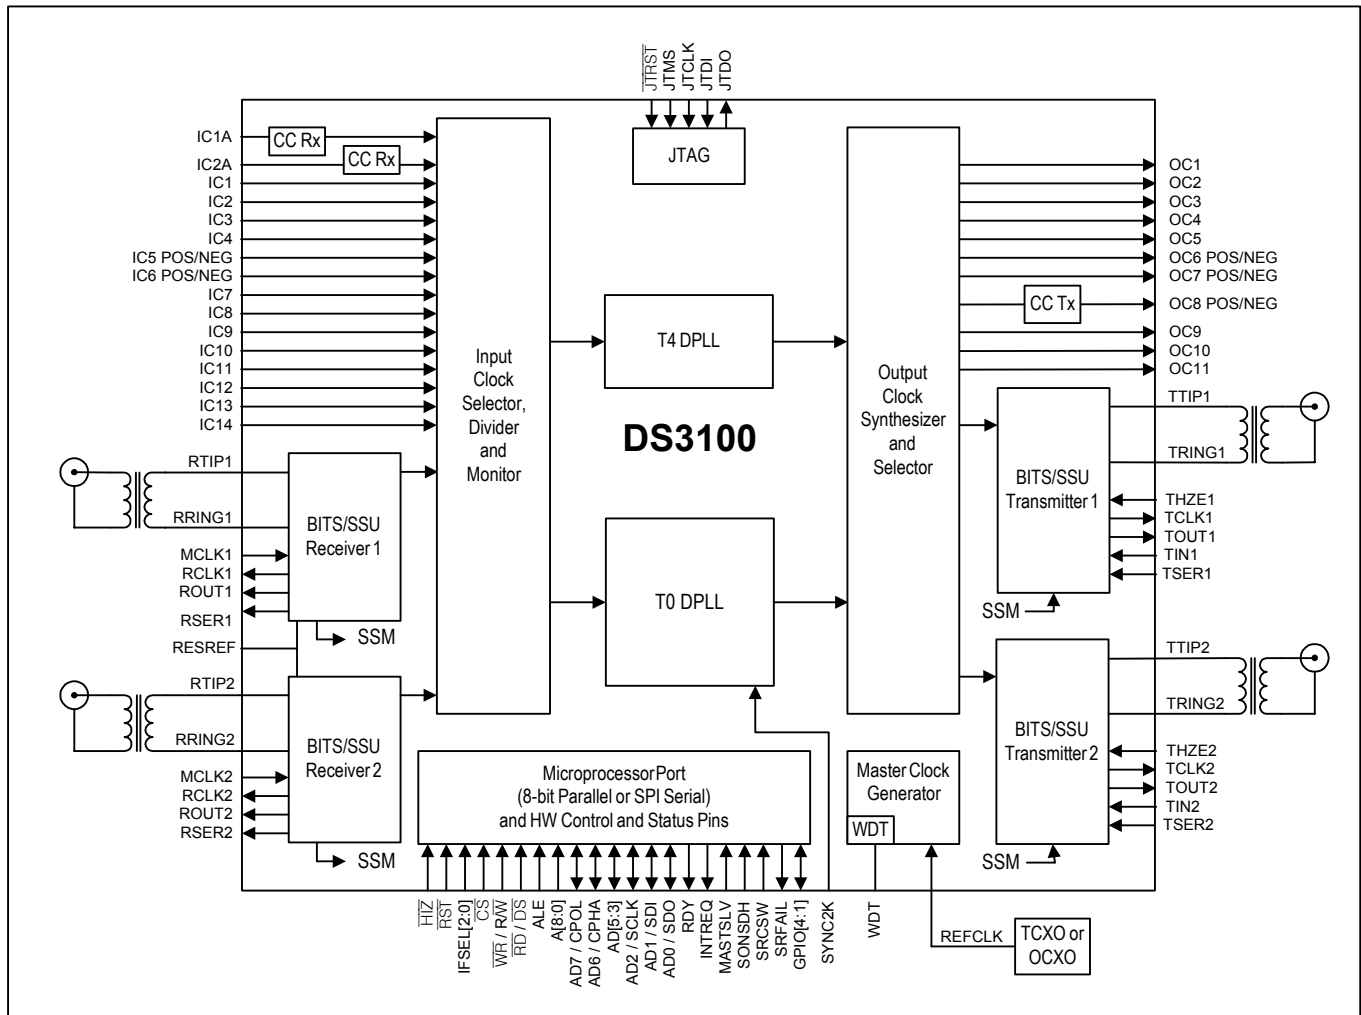 JTRST
JTMS
JTCLK
JTDI
JTDO
JTAG
IC1A
CC Rx
IC2A
CC Rx
IC1
IC2
IC3
IC4
IC5 POS/NEG
IC6 POS/NEG
IC7
IC8
IC9
IC10
IC11
IC12
IC13
IC14
Input
Clock
Selector,
Divider
and
Monitor
T4 DPLL
DS3100
T0 DPLL
Output
Clock
Synthesizer
and
Selector
OC1
OC2
OC3
OC4
OC5
OC6 POS/NEG
OC7 POS/NEG
CC Tx
OC8 POS/NEG
OC9
OC10
OC11
RTIP1
RRING1
BITS/SSU
Receiver 1
MCLK1
RCLK1
ROUT1
RSER1
SSM
RESREF
RTIP2
RRING2
BITS/SSU
Receiver 2
MCLK2
RCLK2
ROUT2
RSER2
SSM
TTIP1
TRING1
BITS/SSU
Transmitter 1
THZE1
TCLK1
TOUT1
TIN1
TSER1
SSM
TTIP2
TRING2
BITS/SSU
Transmitter 2
THZE2
TCLK2
TOUT2
TIN2
TSER2
SSM
Microprocessor Port
(8-bit Parallel or SPI Serial)
and HW Control and Status Pins
Master Clock
Generator
WDT
HIZ
RST
IFSEL[2:0]
CS
WR / R/W
RD / DS
ALE
A[8:0]
AD7 / CPOL
AD6 / CPHA
AD[5:3]
AD2 / SCLK
AD1 / SDI
AD0 / SDO
RDY
INTREQ
MASTSLV
SONSDH
SRCSW
SRFAIL
GPIO[4:1]
SYNC2K
WDT
REFCLK
TCXO or
OCXO